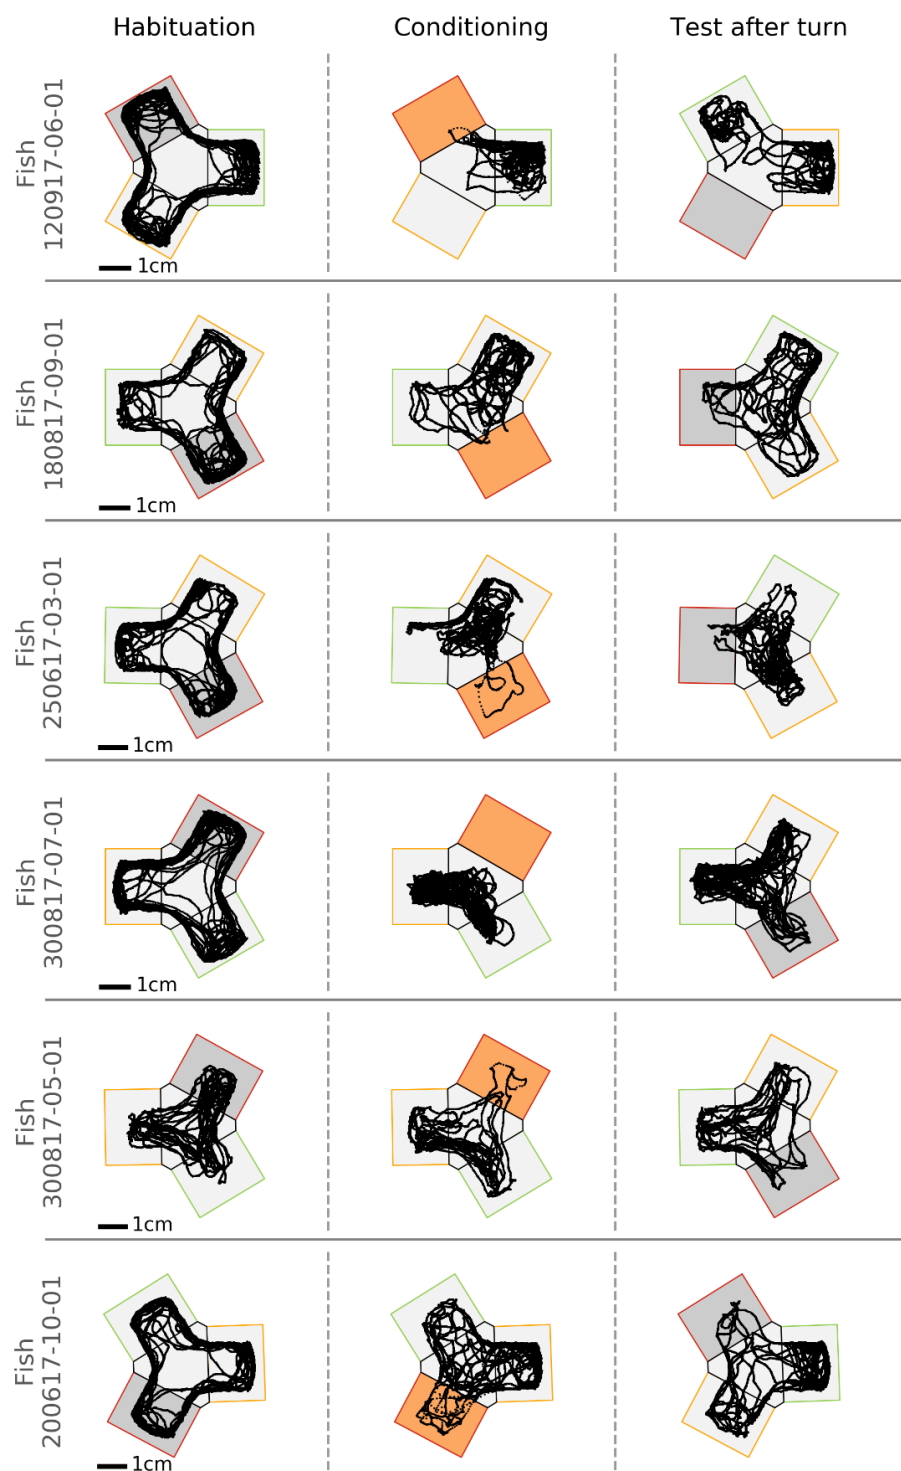 Habituation
Conditioning
Test after turn
Fish
120917-06-01
1cm
Fish
180817-09-01
1cm
Fish
250617-03-01
1cm
Fish
300817-07-01
1cm
Fish
300817-05-01
1cm
Fish
200617-10-01
1cm